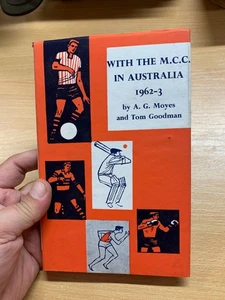 WITH THE M.C.C.
IN AUSTRALIA
1962-3
by A. G. Moyes
and Tom Goodman